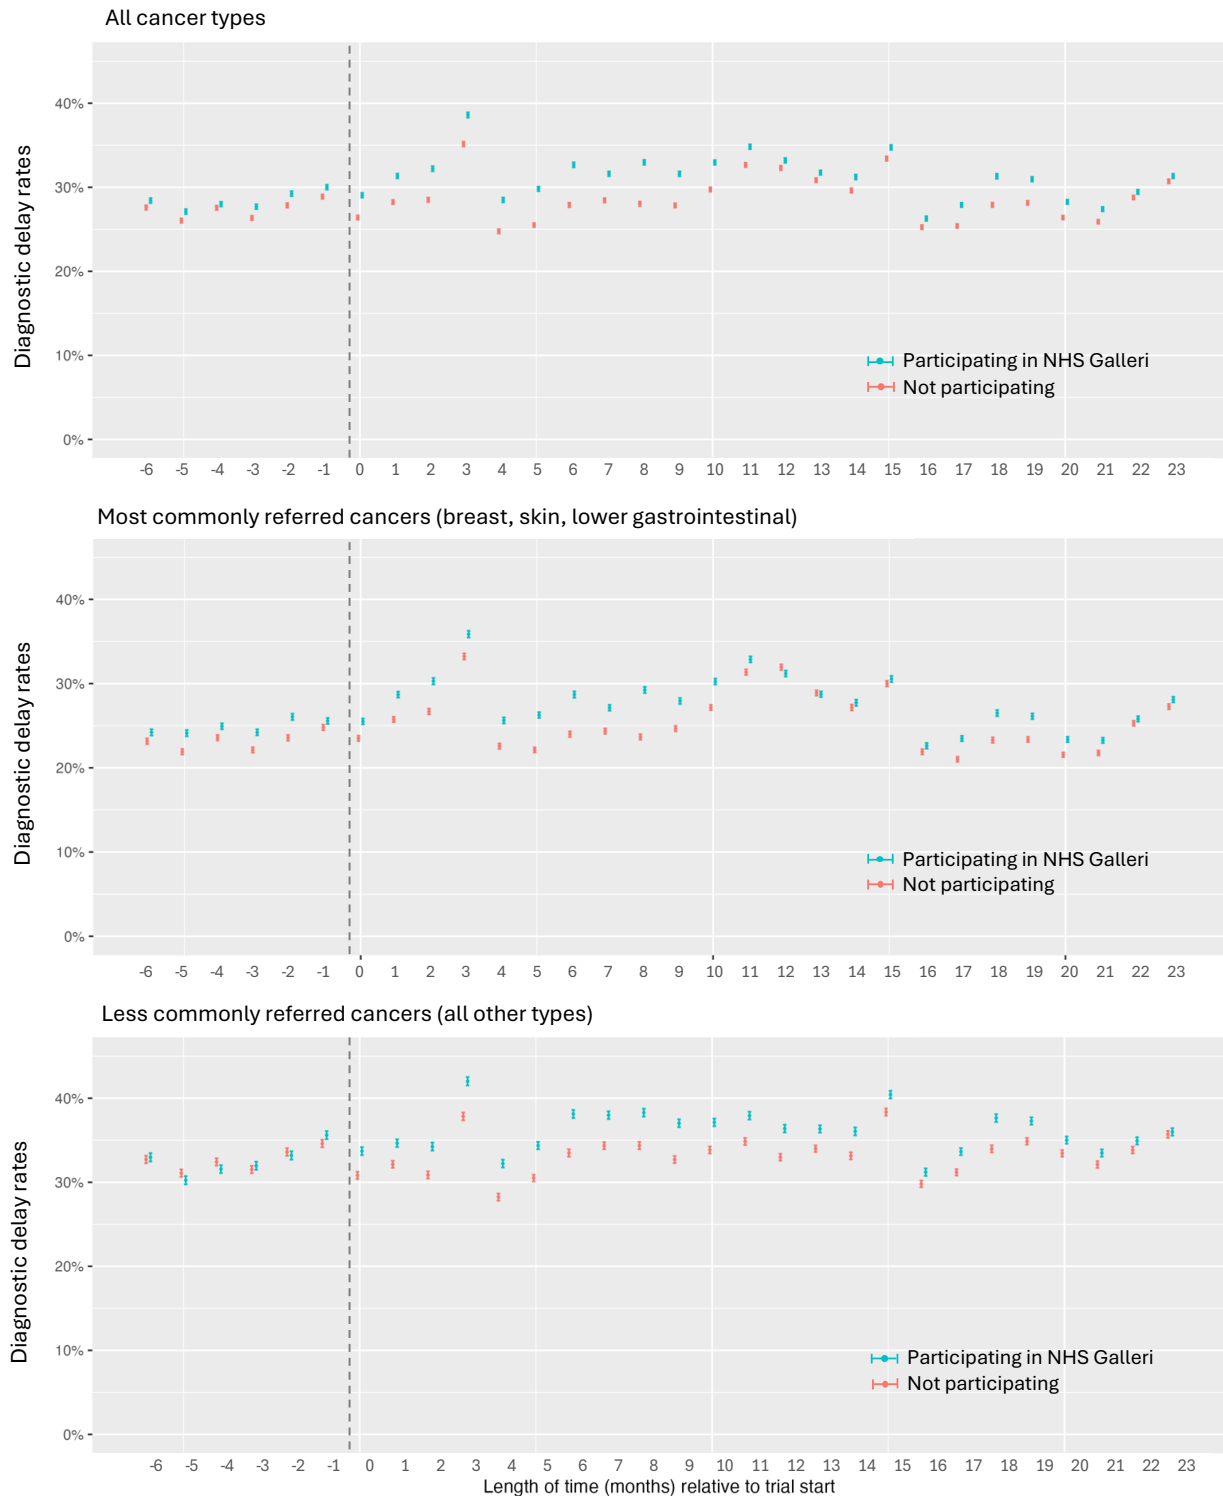 All cancer types
Diagnostic delay rates
40%
30%
20%
10%
0%
Participating in NHS Galleri
Not participating
-6 -5 -4 -3 -2 -1 0 1 2 3 4 5 6 7 8 9 10 11 12 13 14 15 16 17 18 19 20 21 22 23
Most commonly referred cancers (breast, skin, lower gastrointestinal)
Diagnostic delay rates
40%
30%
20%
10%
0%
Participating in NHS Galleri
Not participating
-6 -5 -4 -3 -2 -1 0 1 2 3 4 5 6 7 8 9 10 11 12 13 14 15 16 17 18 19 20 21 22 23
Less commonly referred cancers (all other types)
Diagnostic delay rates
40%
30%
20%
10%
0%
Participating in NHS Galleri
Not participating
-6 -5 -4 -3 -2 -1 0 1 2 3 4 5 6 7 8 9 10 11 12 13 14 15 16 17 18 19 20 21 22 23
Length of time (months) relative to trial start